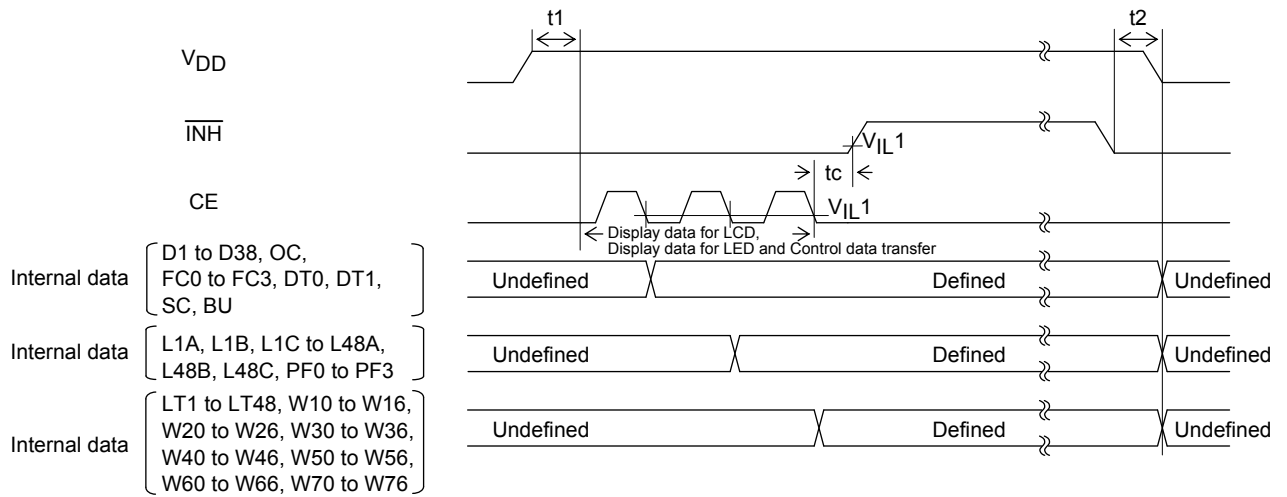 t1
t2
VDD
INH
VIL1
tc
CE
VIL1
Display data for LCD,
Display data for LED and Control data transfer
Internal data
D1 to D38, OC,
FC0 to FC3, DT0, DT1,
SC, BU
Undefined
Defined
Undefined
Internal data
L1A, L1B, L1C to L48A,
L48B, L48C, PF0 to PF3
Undefined
Defined
Undefined
Internal data
LT1 to LT48, W10 to W16,
W20 to W26, W30 to W36,
W40 to W46, W50 to W56,
W60 to W66, W70 to W76
Undefined
Defined
Undefined